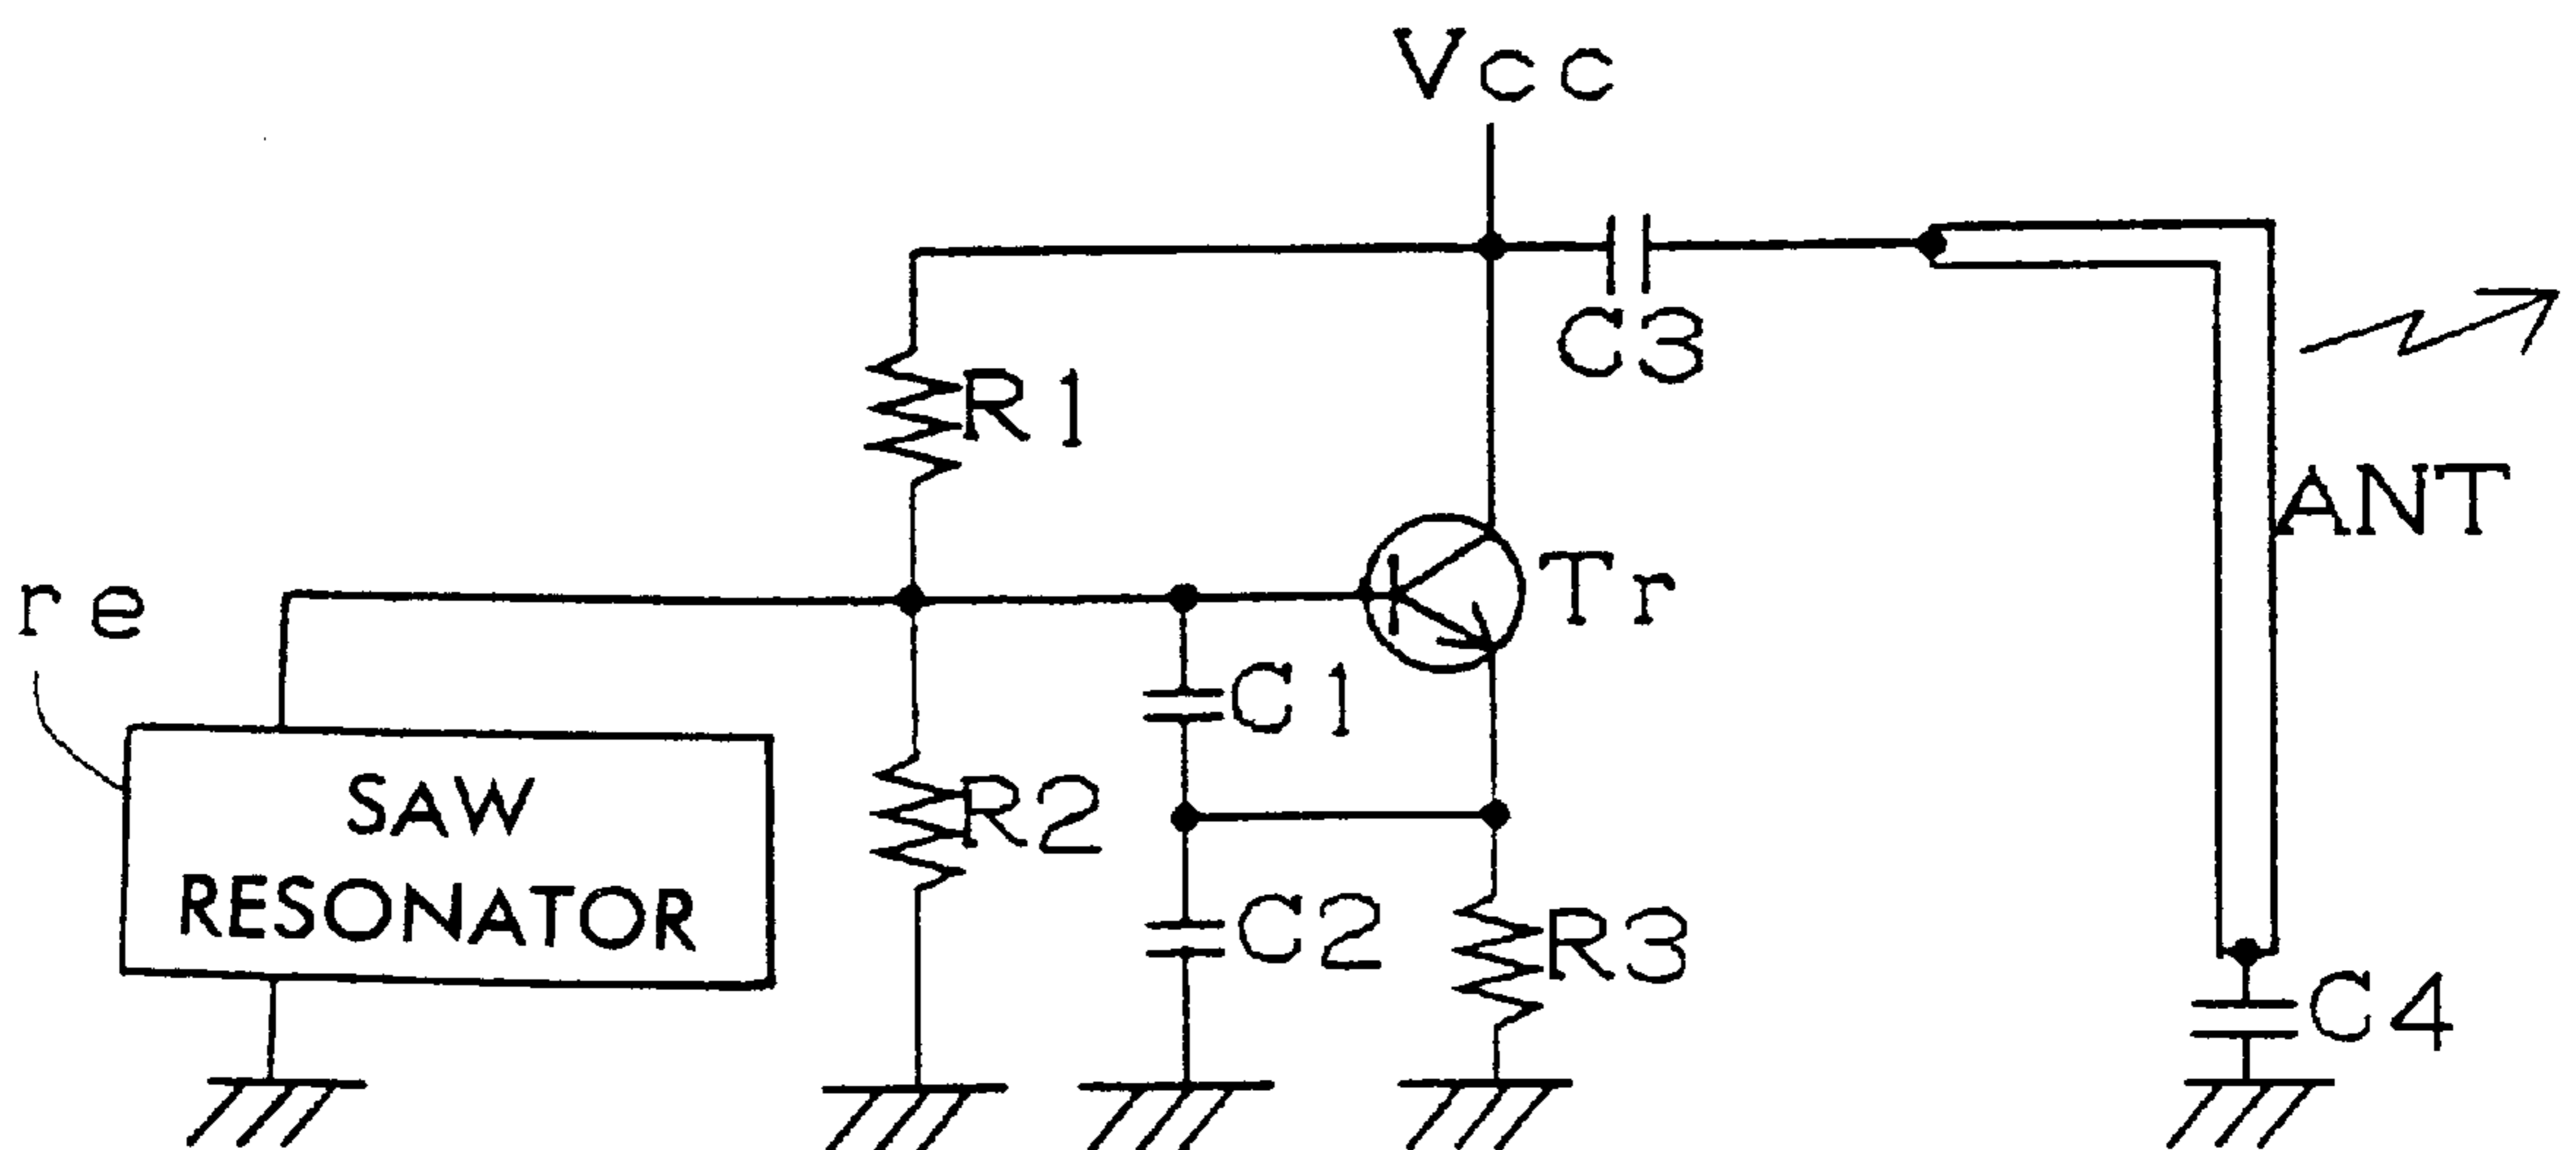 Vcc
C3
R1
ANT
Tr
re
C1
SAW
RESONATOR
R2
C2
R3
C4